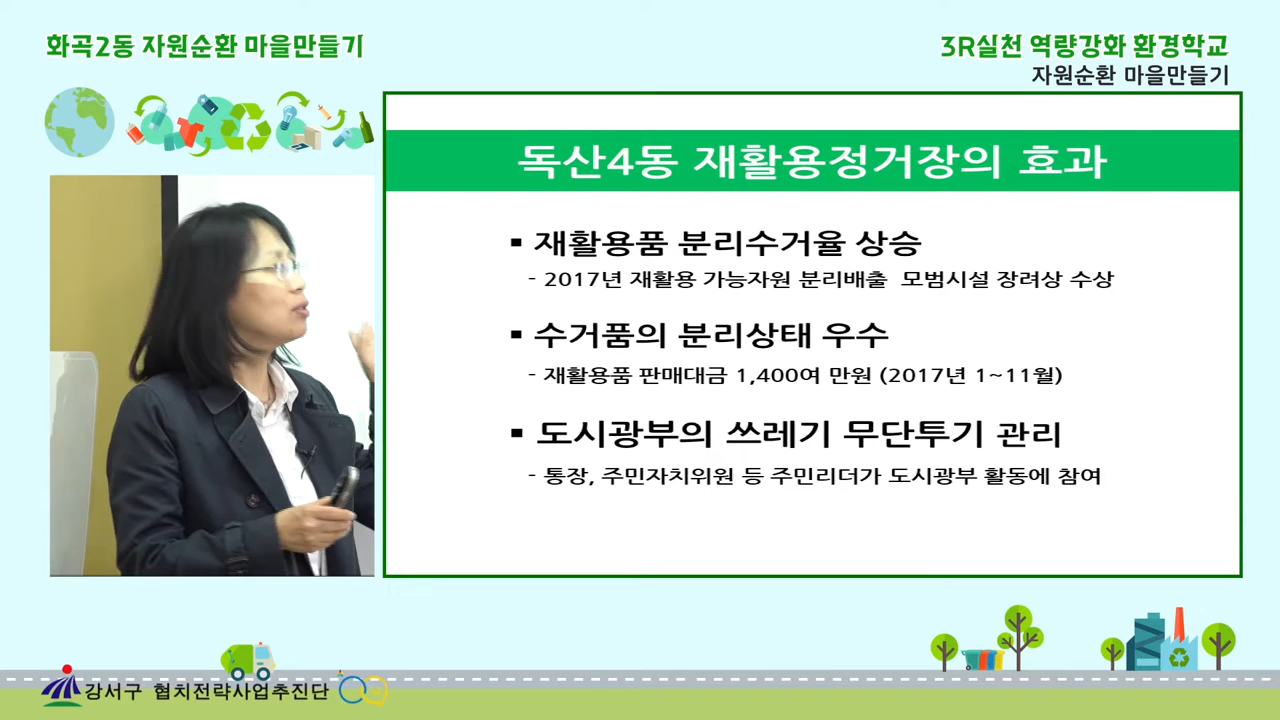 화곡2동 자원순환 마을만들기
3R실천 역량강화 환경학교
자원순환 마을만들기
독산4동 재활용정거장의 효과
▪ 재활용품 분리수거율 상승
- 2017년 재활용 가능자원 분리배출 모범시설 장려상 수상
▪ 수거품의 분리상태 우수
- 재활용품 판매대금 1,400여 만원 (2017년 1~11월)
▪ 도시광부의 쓰레기 무단투기 관리
- 통장, 주민자치위원 등 주민리더가 도시광부 활동에 참여
강서구 협치전략사업추진단